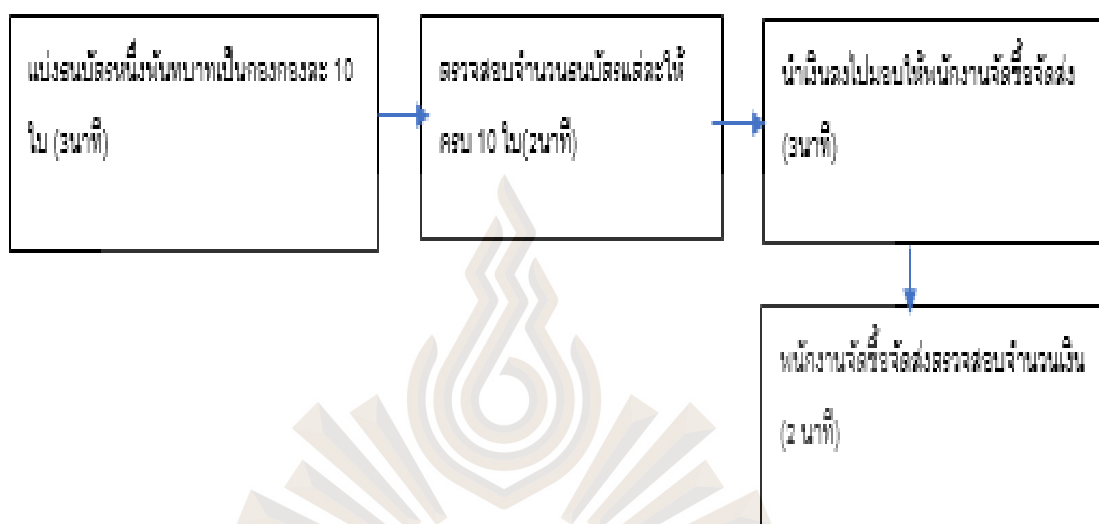 แบ่งธนบัตรหนึ่งพันบาทเป็นกองกองละ 10
ใบ (3นาที)
ตรวจสอบจำนวนธนบัตรแต่ละให้
ครบ 10 ใบ(2นาที)
นำเงินลงไปมอบให้พนักงานจัดซื้อจัดส่ง
(3นาที)
พนักงานจัดซื้อจัดส่งตรวจสอบจำนวนเงิน
(2 นาที)